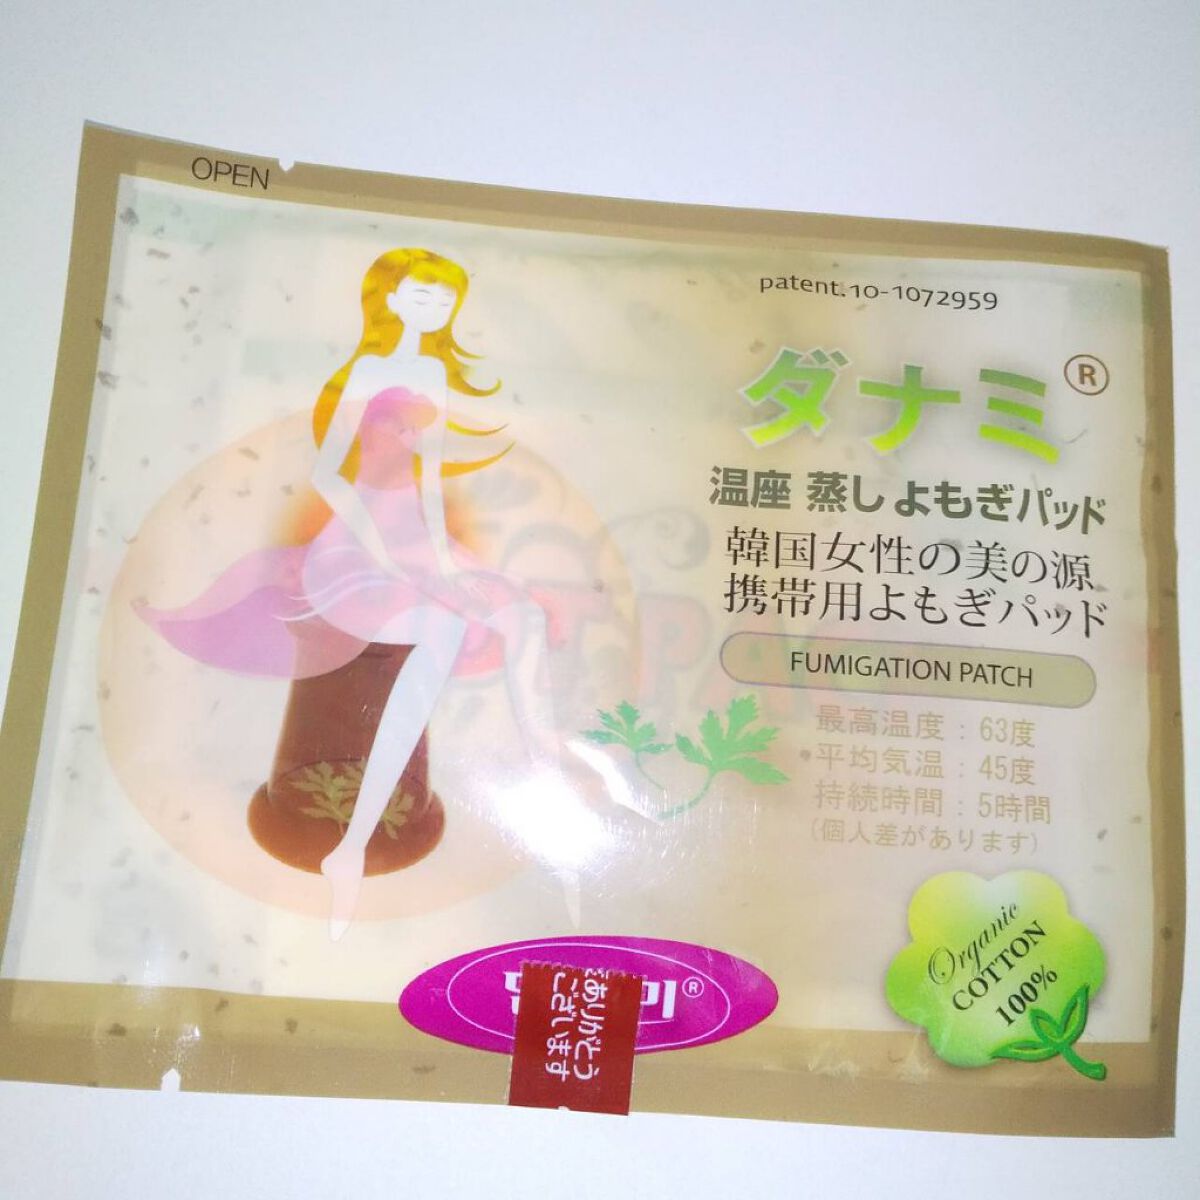 OPEN
patent.10-1072959
ダナミ®
温座 蒸しよもぎパッド
韓国女性の美の源
携帯用よもぎパッド
FUMIGATION PATCH
最高温度 : 63度
平均気温 : 45度
持続時間 : 5時間
(個人差があります)
Organic
COTTON
100%
미®
ありがとう
ございます